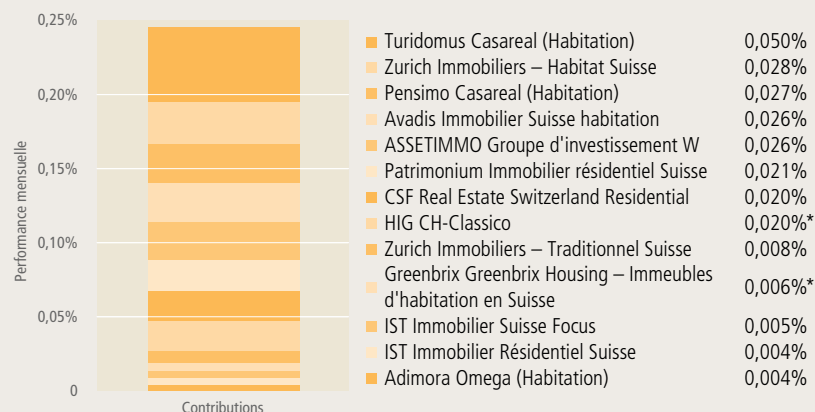 0,25%
0,20%
0,15%
0,10%
0,05%
0
Performance mensuelle
Contributions
Turidomus Casareal (Habitation) 0,050%
Zurich Immobiliers – Habitat Suisse 0,028%
Pensimo Casareal (Habitation) 0,027%
Avadis Immobilier Suisse habitation 0,026%
ASSETIMMO Groupe d'investissement W 0,026%
Patrimonium Immobilier résidentiel Suisse 0,021%
CSF Real Estate Switzerland Residential 0,020%
HIG CH-Classico 0,020%*
Zurich Immobiliers – Traditionnel Suisse 0,008%
Greenbrix Greenbrix Housing – Immeubles
d'habitation en Suisse 0,006%*
IST Immobilier Suisse Focus 0,005%
IST Immobilier Résidentiel Suisse 0,004%
Adimora Omega (Habitation) 0,004%